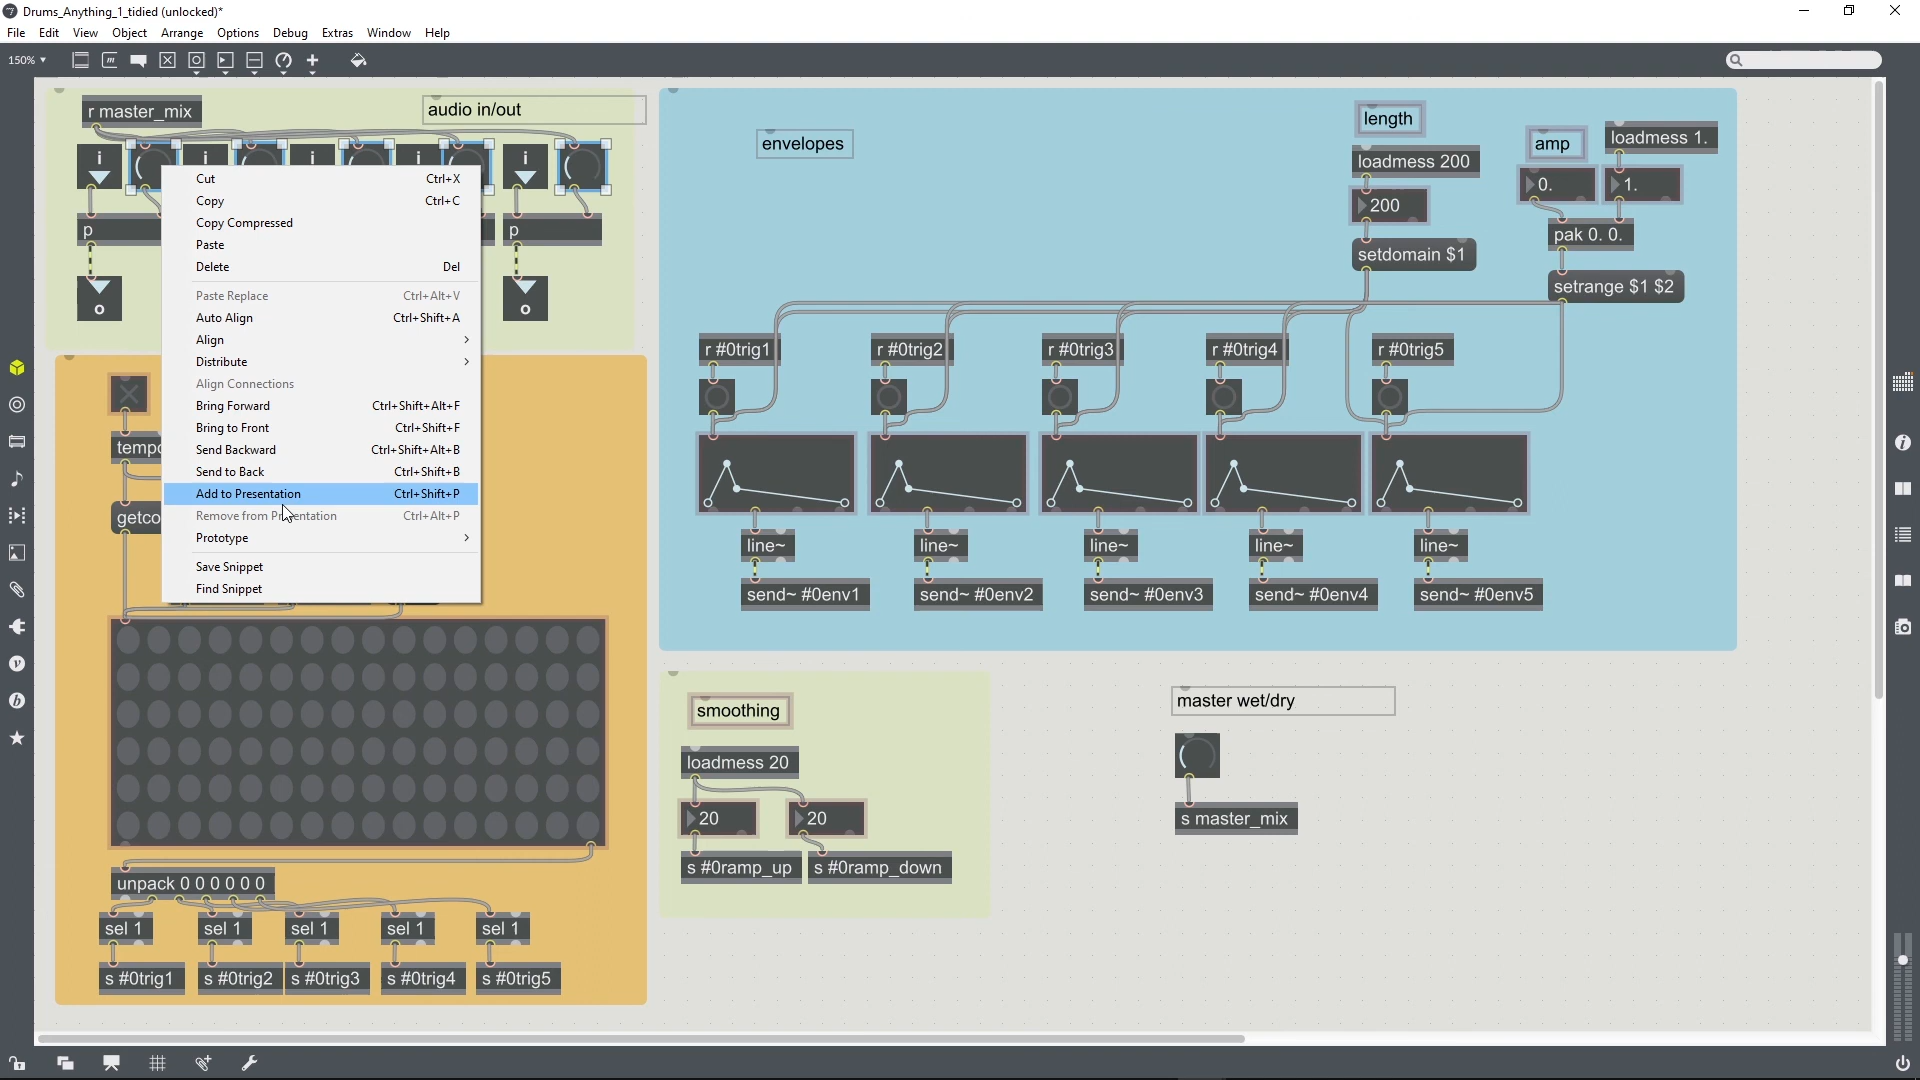 Drums_Anything_1_tidied (unlocked)*
File Edit View Object Arrange Options Debug Extras Window Help
150%
r master_mix
audio in/out
i i i i i
p
p
o
o
Cut Ctrl+X
Copy Ctrl+C
Copy Compressed
Paste
Delete Del
Paste Replace Ctrl+Alt+V
Auto Align Ctrl+Shift+A
Align
Distribute
Align Connections
Bring Forward Ctrl+Shift+Alt+F
Bring to Front Ctrl+Shift+F
Send Backward Ctrl+Shift+Alt+B
Send to Back Ctrl+Shift+B
Add to Presentation Ctrl+Shift+P
Remove from Presentation Ctrl+Alt+P
Prototype
Save Snippet
Find Snippet
tempo
getco
unpack 0 0 0 0 0 0
sel 1 sel 1 sel 1 sel 1 sel 1
s #0trig1 s #0trig2 s #0trig3 s #0trig4 s #0trig5
envelopes
length
loadmess 200
200
setdomain $1
amp
loadmess 1.
0. 1.
pak 0. 0.
setrange $1 $2
r #0trig1 r #0trig2 r #0trig3 r #0trig4 r #0trig5
line~ line~ line~ line~ line~
send~ #0env1 send~ #0env2 send~ #0env3 send~ #0env4 send~ #0env5
smoothing
loadmess 20
20 20
s #0ramp_up s #0ramp_down
master wet/dry
s master_mix